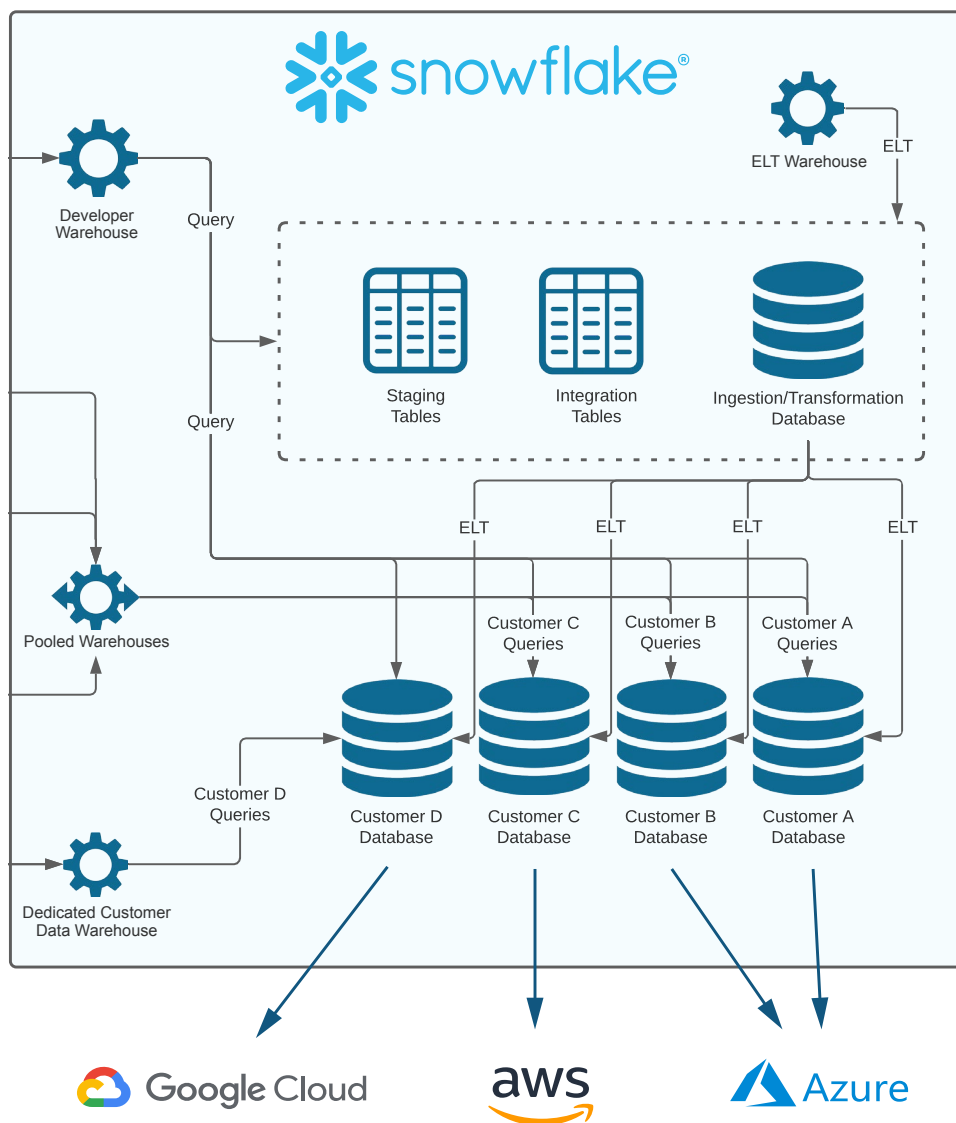 snowflake®
ELT Warehouse
ELT
Developer
Warehouse
Query
Staging
Tables
Integration
Tables
Ingestion/Transformation
Database
Query
ELT
ELT
ELT
ELT
Pooled Warehouses
Customer C
Queries
Customer B
Queries
Customer A
Queries
Customer D
Queries
Customer D
Database
Customer C
Database
Customer B
Database
Customer A
Database
Dedicated Customer
Data Warehouse
Google Cloud
aws
Azure